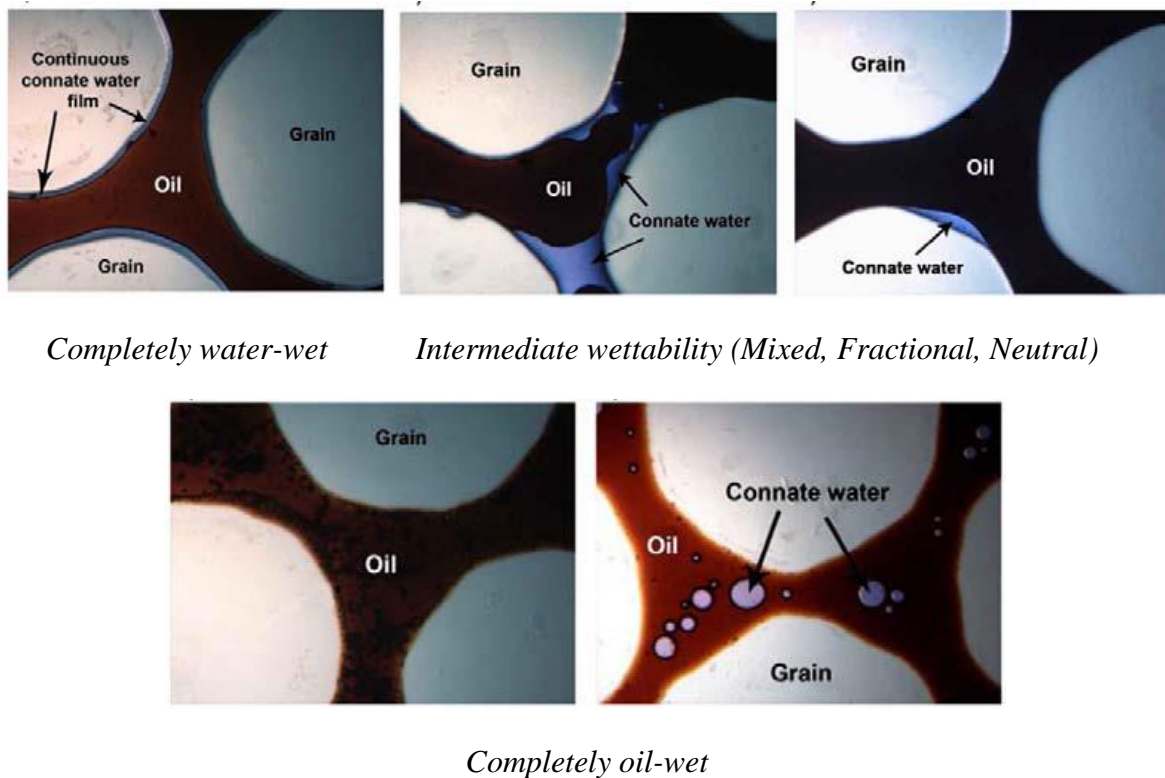 Continuous
connate water
film
Grain
Oil
Grain
Grain
Oil
Connate water
Grain
Oil
Connate water
Completely water-wet
Intermediate wettability (Mixed, Fractional, Neutral)
Grain
Oil
Connate water
Oil
Grain
Completely oil-wet